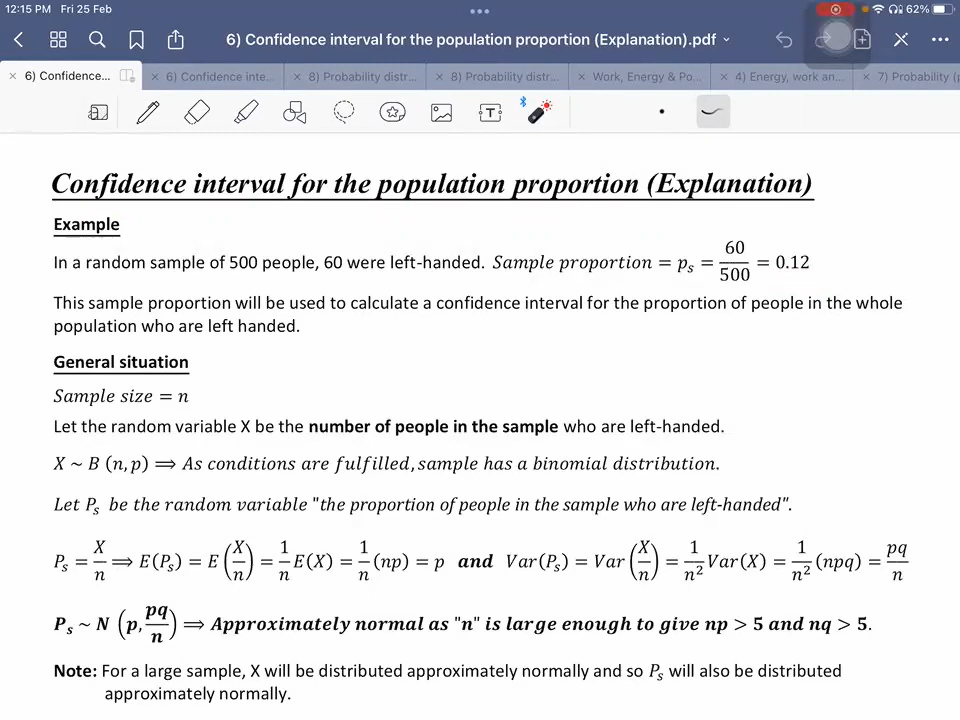 12:15 PM Fri 25 Feb
62%
6) Confidence interval for the population proportion (Explanation).pdf
6) Confidence...
6) Confidence inte...
8) Probability distr...
8) Probability distr...
Work, Energy & Po...
4) Energy, work an...
7) Probability (p
T
Confidence interval for the population proportion (Explanation)
Example
In a random sample of 500 people, 60 were left-handed. Sample proportion = pₛ = 60/500 = 0.12
This sample proportion will be used to calculate a confidence interval for the proportion of people in the whole
population who are left handed.
General situation
Sample size = n
Let the random variable X be the number of people in the sample who are left-handed.
X ~ B (n, p) ⟹ As conditions are fulfilled, sample has a binomial distribution.
Let Pₛ be the random variable "the proportion of people in the sample who are left-handed".
Pₛ = X/n ⟹ E(Pₛ) = E(X/n) = 1/n E(X) = 1/n (np) = p and Var(Pₛ) = Var(X/n) = 1/n² Var(X) = 1/n² (npq) = pq/n
Pₛ ~ N (p, pq/n) ⟹ Approximately normal as "n" is large enough to give np > 5 and nq > 5.
Note: For a large sample, X will be distributed approximately normally and so Pₛ will also be distributed
approximately normally.